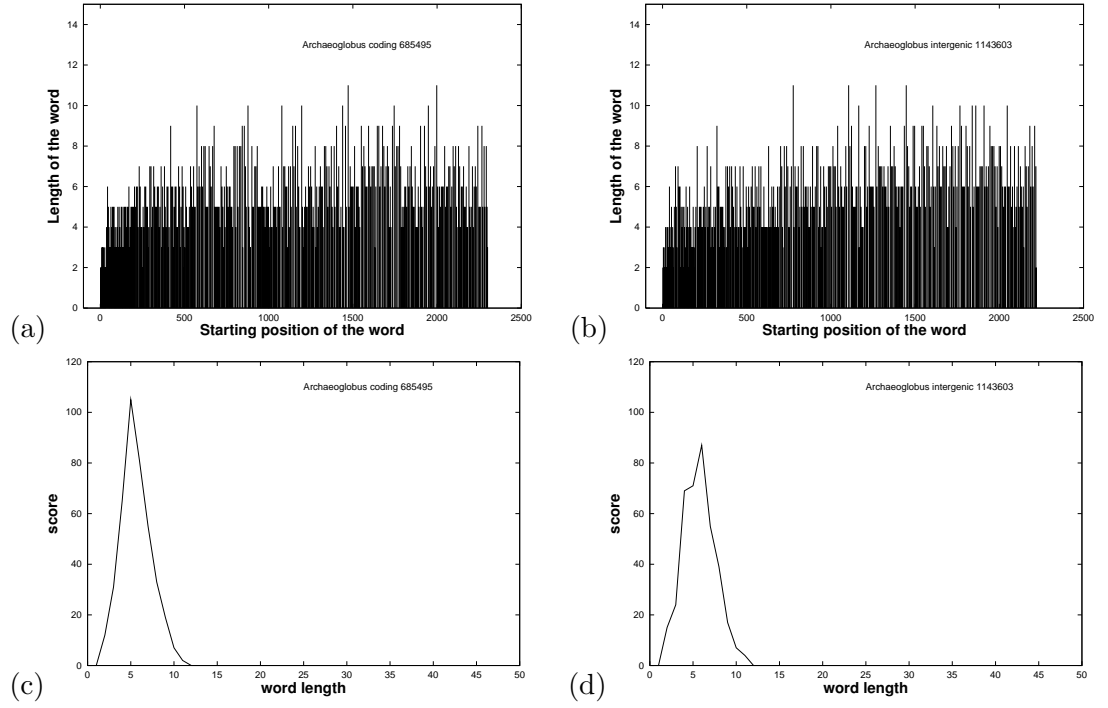 14
12
10
8
6
4
2
0
Length of the word
Archaeoglobus coding 685495
0 500 1000 1500 2000 2500
Starting position of the word
(a)
14
12
10
8
6
4
2
0
Length of the word
Archaeoglobus intergenic 1143603
0 500 1000 1500 2000 2500
Starting position of the word
(b)
120
100
80
60
40
20
0
score
Archaeoglobus coding 685495
0 5 10 15 20 25 30 35 40 45 50
word length
(c)
120
100
80
60
40
20
0
score
Archaeoglobus intergenic 1143603
0 5 10 15 20 25 30 35 40 45 50
word length
(d)